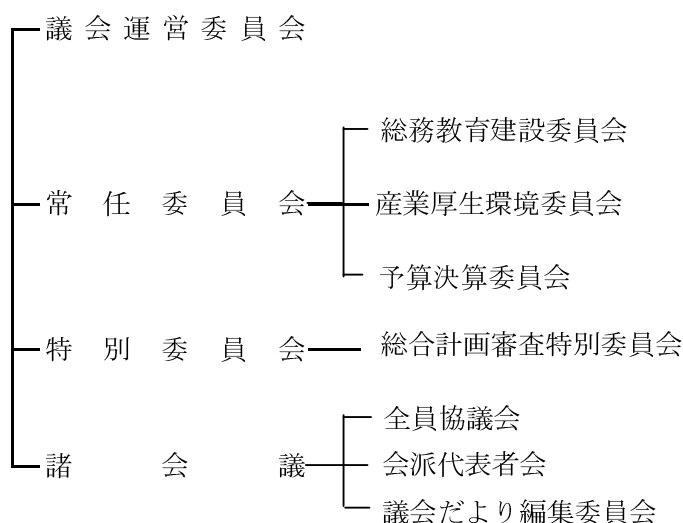 議会運営委員会
常任委員会
総務教育建設委員会
産業厚生環境委員会
予算決算委員会
特別委員会
総合計画審査特別委員会
諸会議
全員協議会
会派代表者会
議会だより編集委員会